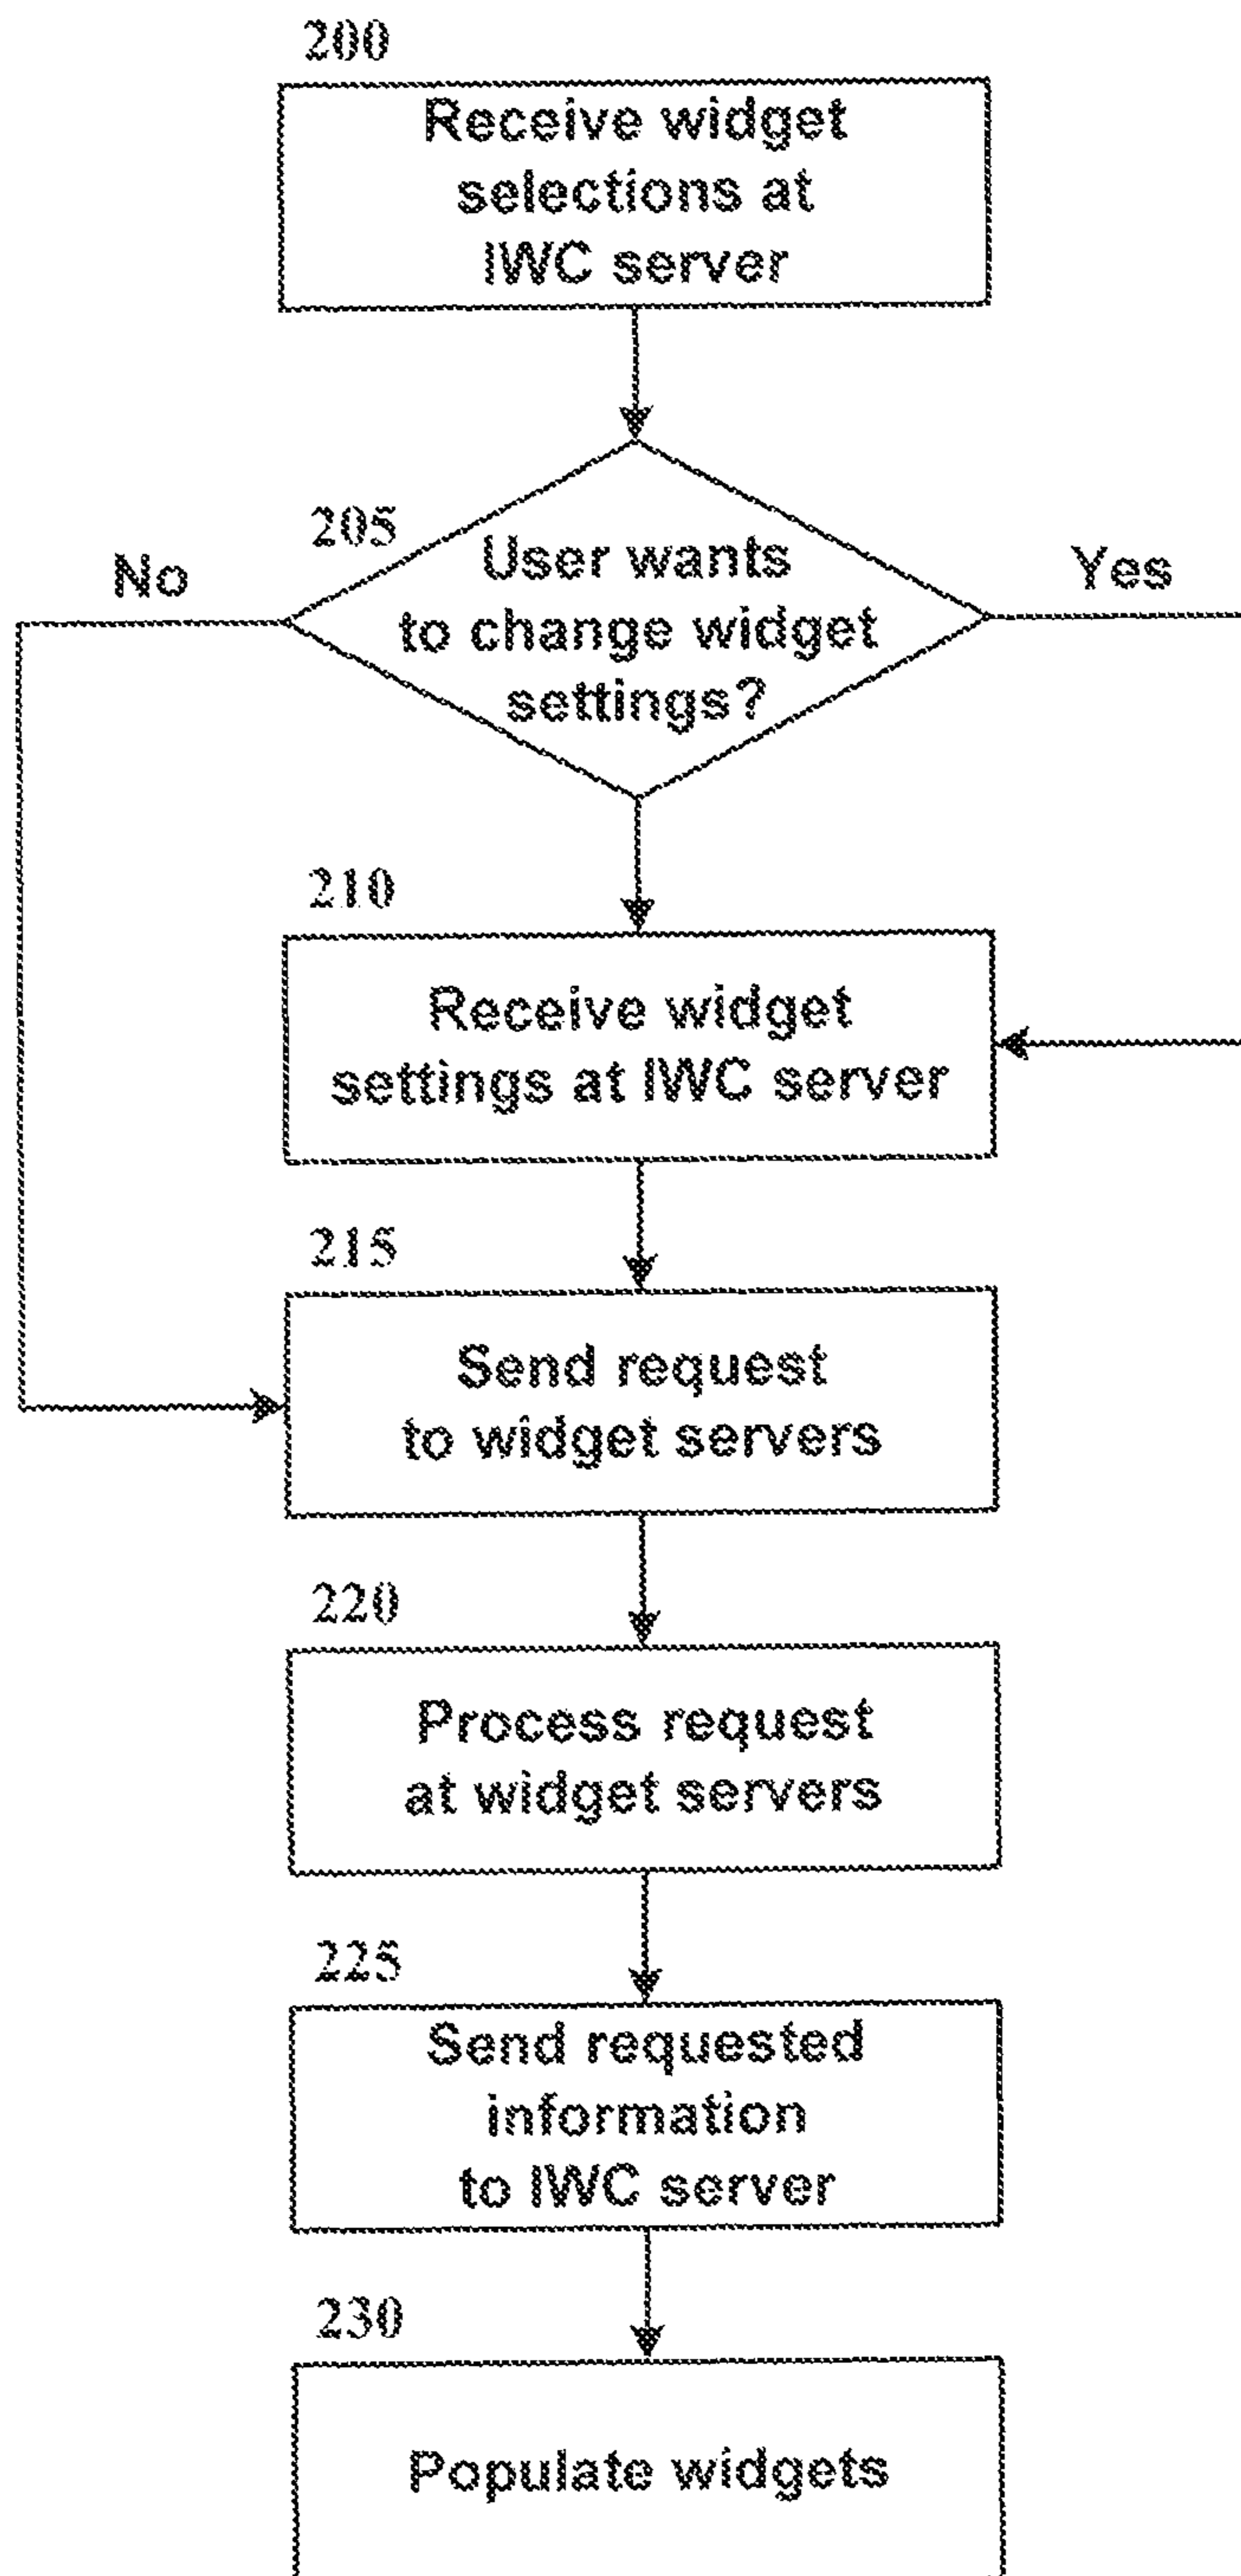 200
Receive widget
selections at
IWC server
205
No
User wants
to change widget
settings?
Yes
210
Receive widget
settings at IWC server
215
Send request
to widget servers
220
Process request
at widget servers
225
Send requested
information
to IWC server
230
Populate widgets